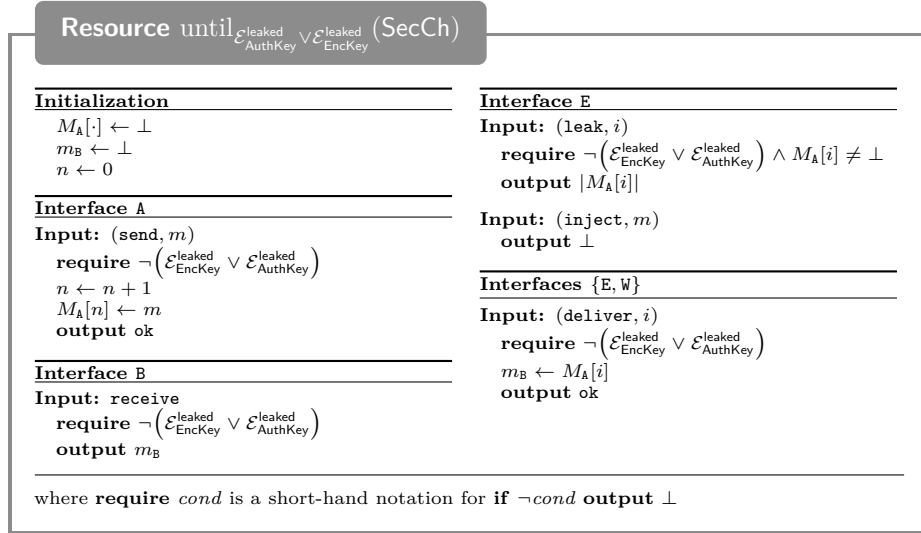 Resource until_{ℰ^{leaked}_{AuthKey} ∨ ℰ^{leaked}_{EncKey}}(SecCh)
Initialization
M_A[·] ← ⊥
m_B ← ⊥
n ← 0
Interface A
Input: (send, m)
require ¬(ℰ^{leaked}_{EncKey} ∨ ℰ^{leaked}_{AuthKey})
n ← n + 1
M_A[n] ← m
output ok
Interface B
Input: receive
require ¬(ℰ^{leaked}_{EncKey} ∨ ℰ^{leaked}_{AuthKey})
output m_B
Interface E
Input: (leak, i)
require ¬(ℰ^{leaked}_{EncKey} ∨ ℰ^{leaked}_{AuthKey}) ∧ M_A[i] ≠ ⊥
output |M_A[i]|
Input: (inject, m)
output ⊥
Interfaces {E, W}
Input: (deliver, i)
require ¬(ℰ^{leaked}_{EncKey} ∨ ℰ^{leaked}_{AuthKey})
m_B ← M_A[i]
output ok
where require cond is a short-hand notation for if ¬cond output ⊥